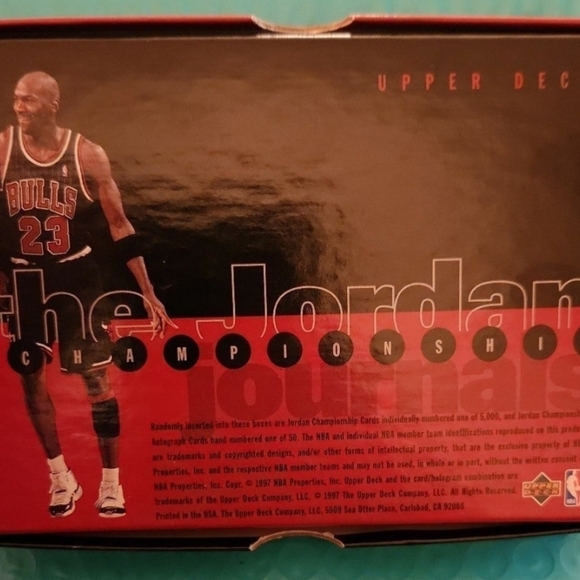 UPPER DEC
BULLS
23
the Jordan
CHAMPIONSHI
journals
Randomly inserted into these boxes are Jordan Championship Cards individually numbered one of 5,000, and Jordan Champions
Autograph Cards hand numbered one of 50. The NBA and individual NBA member team identifications reproduced on this produ
are trademarks and copyrighted designs, and/or other forms of intellectual property, that are the exclusive property of
Properties, Inc. and the respective NBA member teams and may not be used, in whole or in part, without the written consent
NBA Properties, Inc. Copr. © 1997 NBA Properties, Inc. Upper Deck and the card/hologram combination are
trademarks of the Upper Deck Company, LLC. © 1997 The Upper Deck Company, LLC. All Rights Reserved.
Printed in the USA. The Upper Deck Company, LLC, 5909 Sea Otter Place, Carlsbad, CA 92008
UPPER DECK
NBA